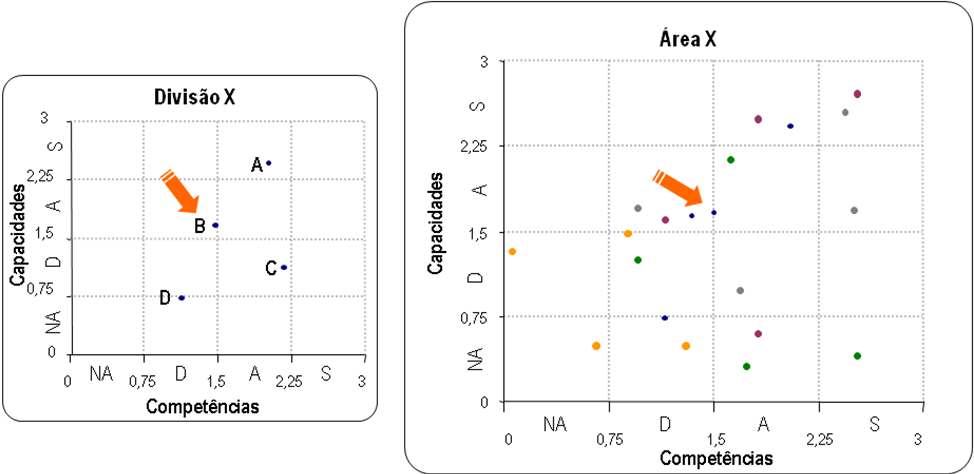 Divisão X
3
S
2,25
A
1,5
D
0,75
NA
0
Capacidades
A
B
C
D
0 NA 0,75 D 1,5 A 2,25 S 3
Competências
Área X
3
S
2,25
A
1,5
D
0,75
NA
0
Capacidades
0 NA 0,75 D 1,5 A 2,25 S 3
Competências